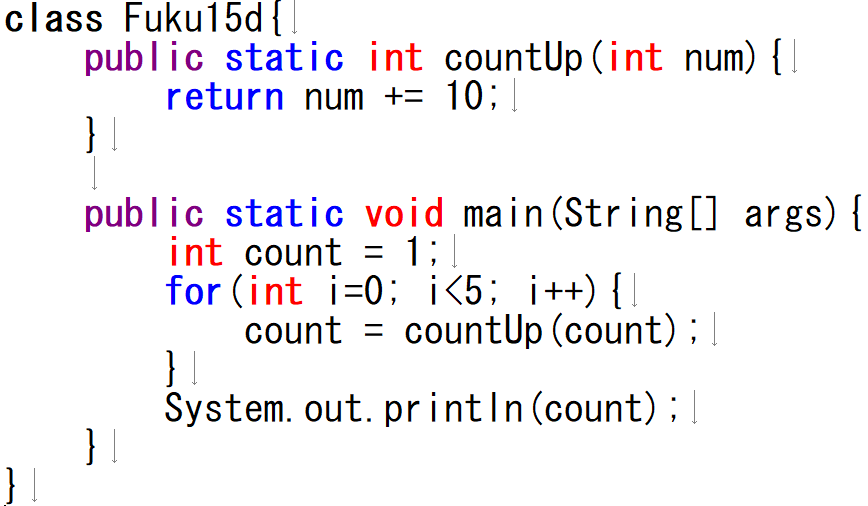 class Fuku15d{↓
    public static int countUp(int num){↓
        return num += 10;↓
    }↓
    ↓
    public static void main(String[] args){
        int count = 1;↓
        for(int i=0; i<5; i++){↓
            count = countUp(count);↓
        }↓
        System.out.println(count);↓
    }↓
}↓